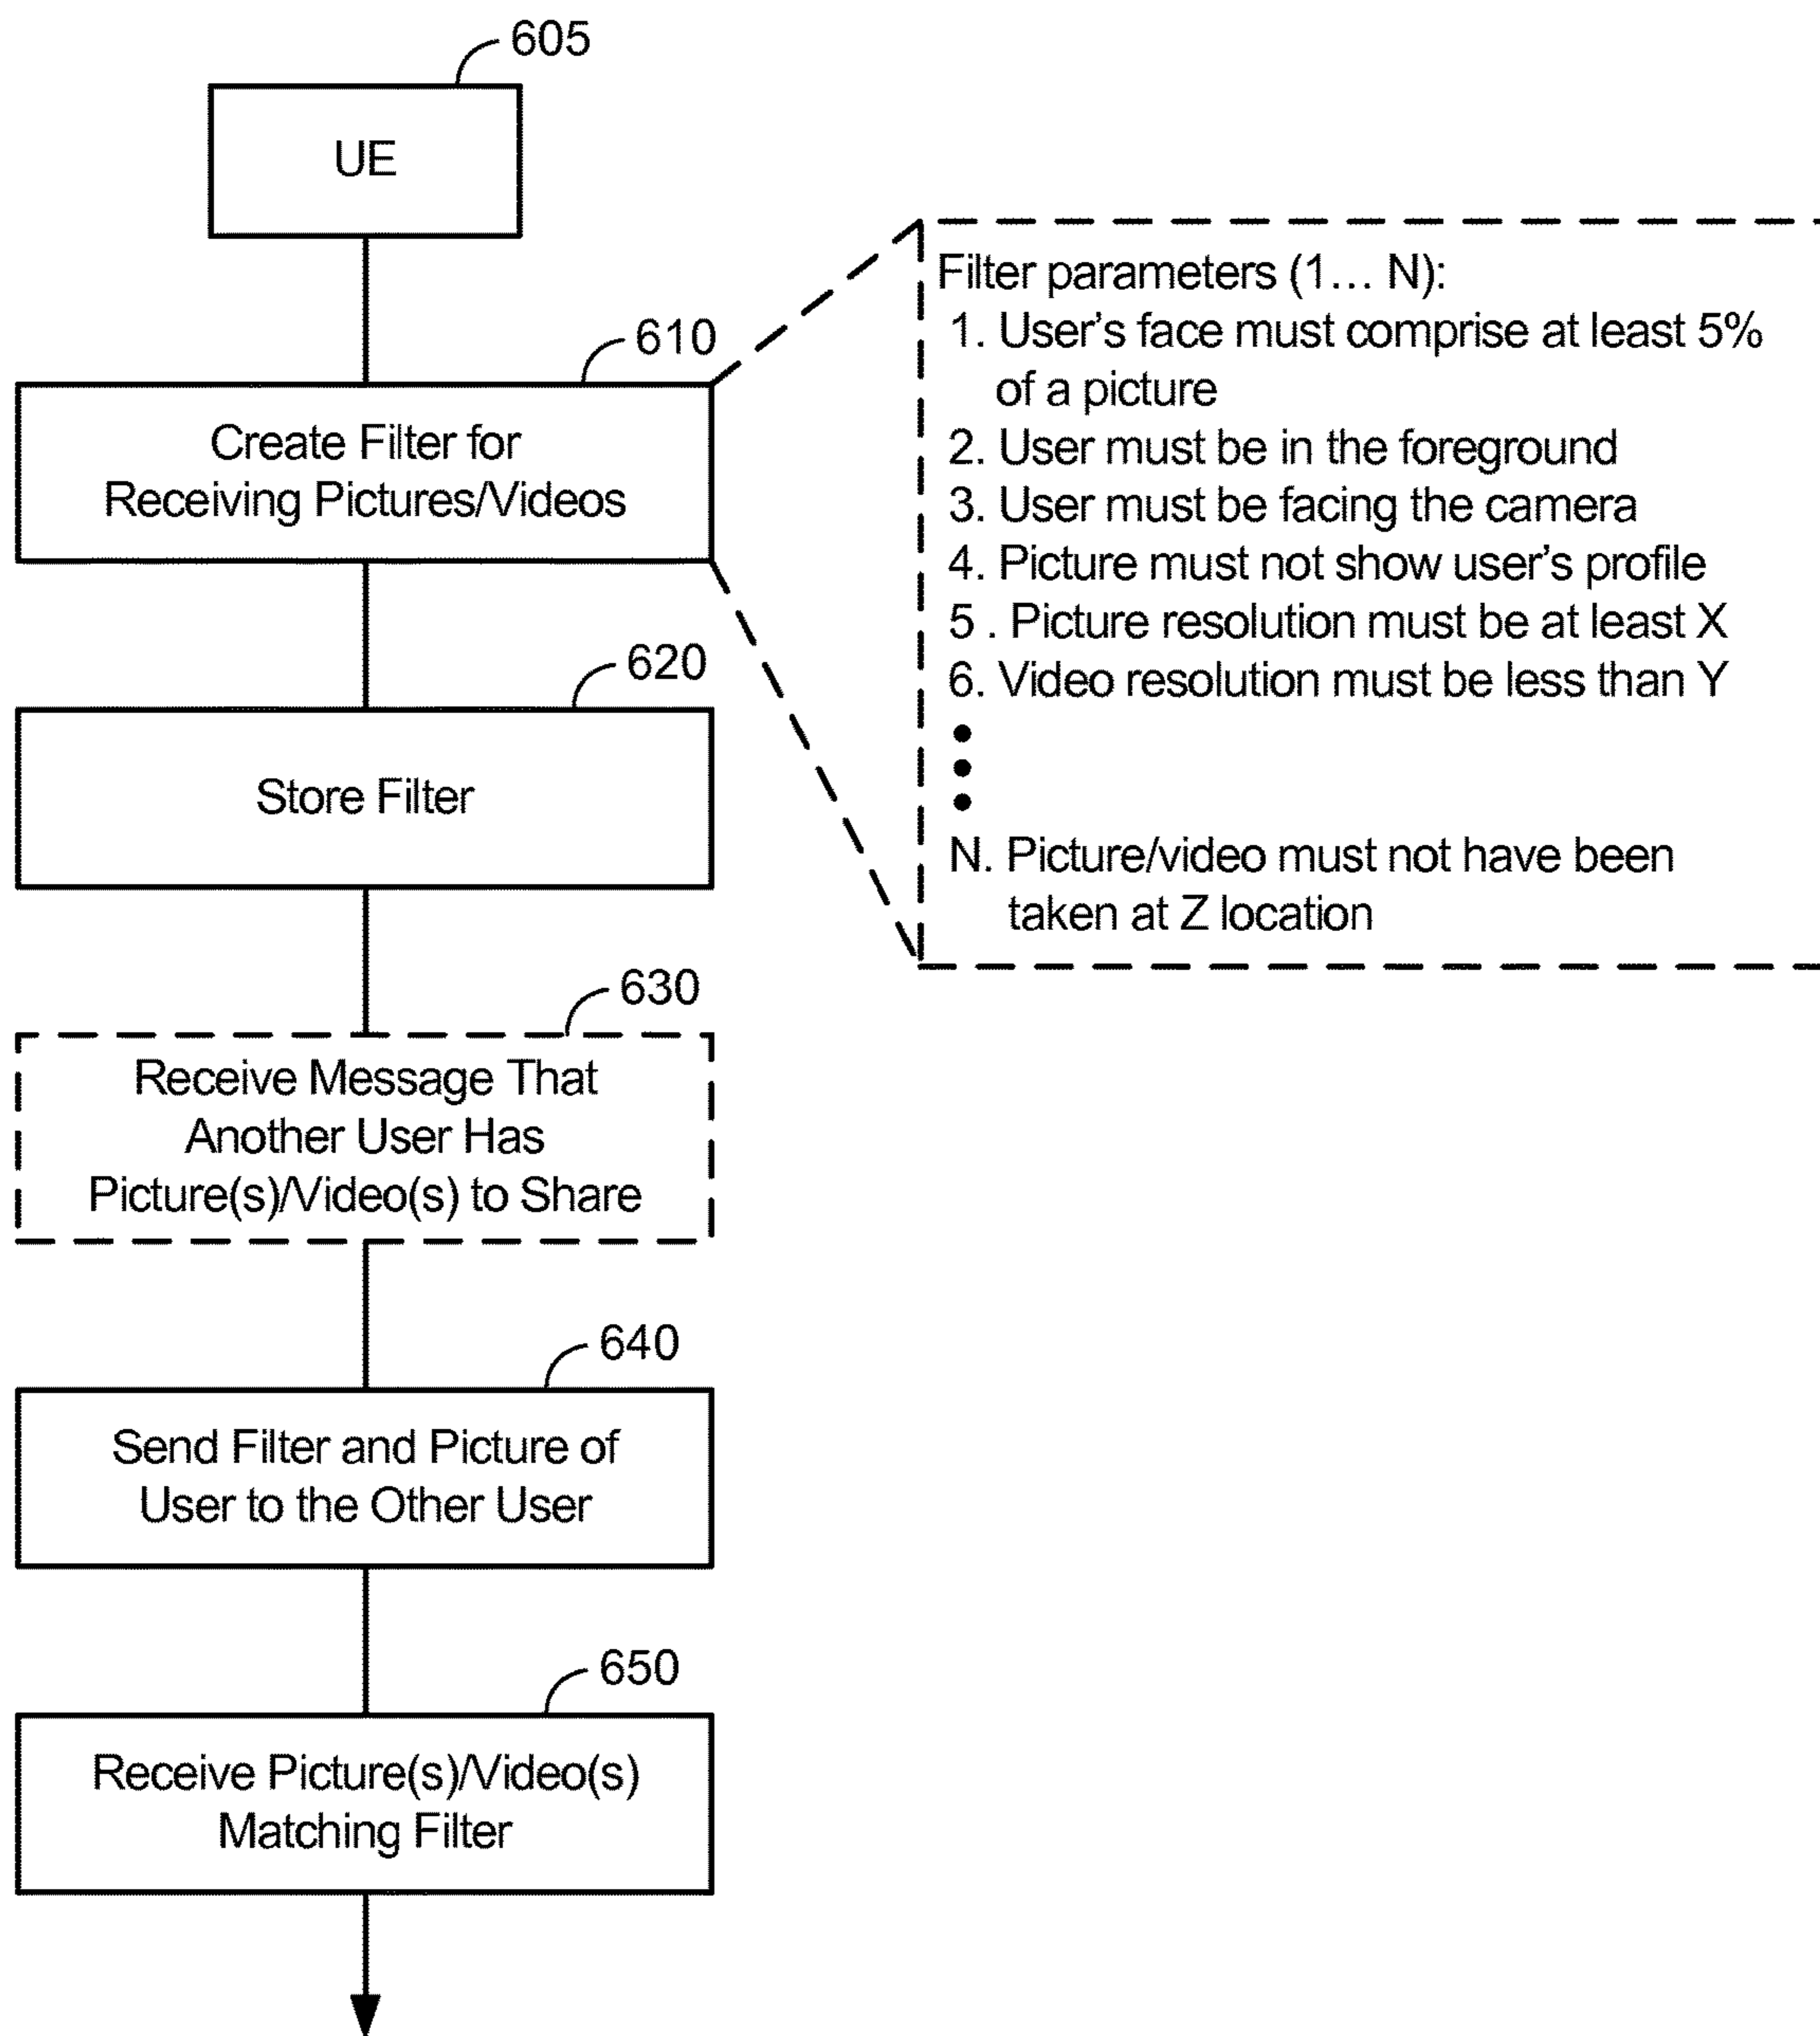 605
UE
610
Create Filter for
Receiving Pictures/Videos
Filter parameters (1... N):
1. User's face must comprise at least 5%
of a picture
2. User must be in the foreground
3. User must be facing the camera
4. Picture must not show user's profile
5 . Picture resolution must be at least X
6. Video resolution must be less than Y
•
•
•
N. Picture/video must not have been
taken at Z location
620
Store Filter
630
Receive Message That
Another User Has
Picture(s)/Video(s) to Share
640
Send Filter and Picture of
User to the Other User
650
Receive Picture(s)/Video(s)
Matching Filter